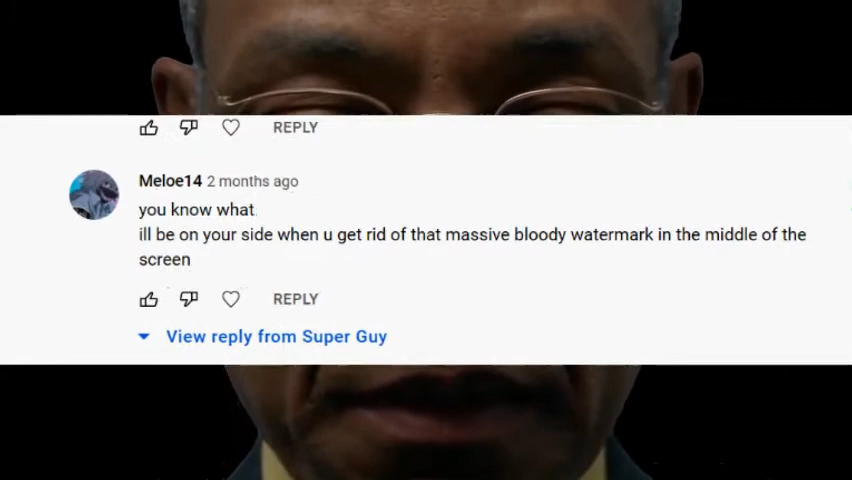 REPLY
Meloe14 2 months ago
you know what
ill be on your side when u get rid of that massive bloody watermark in the middle of the
screen
REPLY
View reply from Super Guy